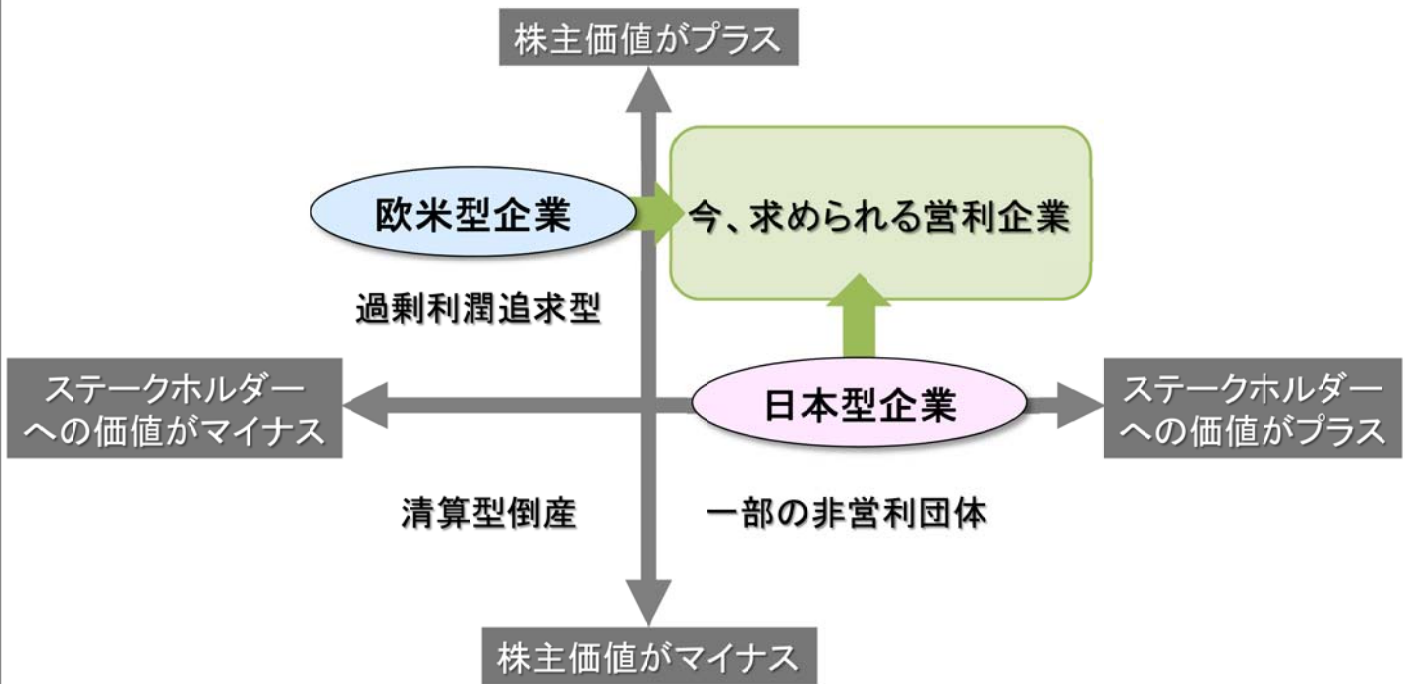 株主価値がプラス
欧米型企業
今、求められる営利企業
過剰利潤追求型
ステークホルダー
への価値がマイナス
日本型企業
ステークホルダー
への価値がプラス
清算型倒産
一部の非営利団体
株主価値がマイナス